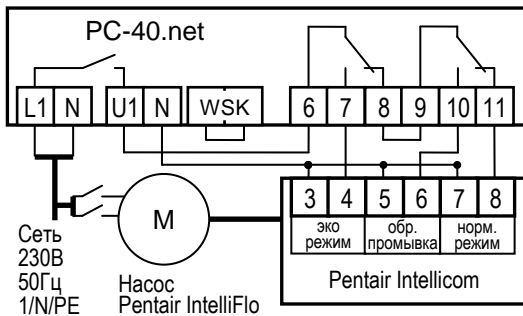 PC-40.net
L1 N U1 N WSK 6 7 8 9 10 11
3 4 5 6 7 8
эко режим
обр. промывка
норм. режим
Pentair Intellicom
M
Сеть
230В
50Гц
1/N/PE
Насос
Pentair IntelliFlo